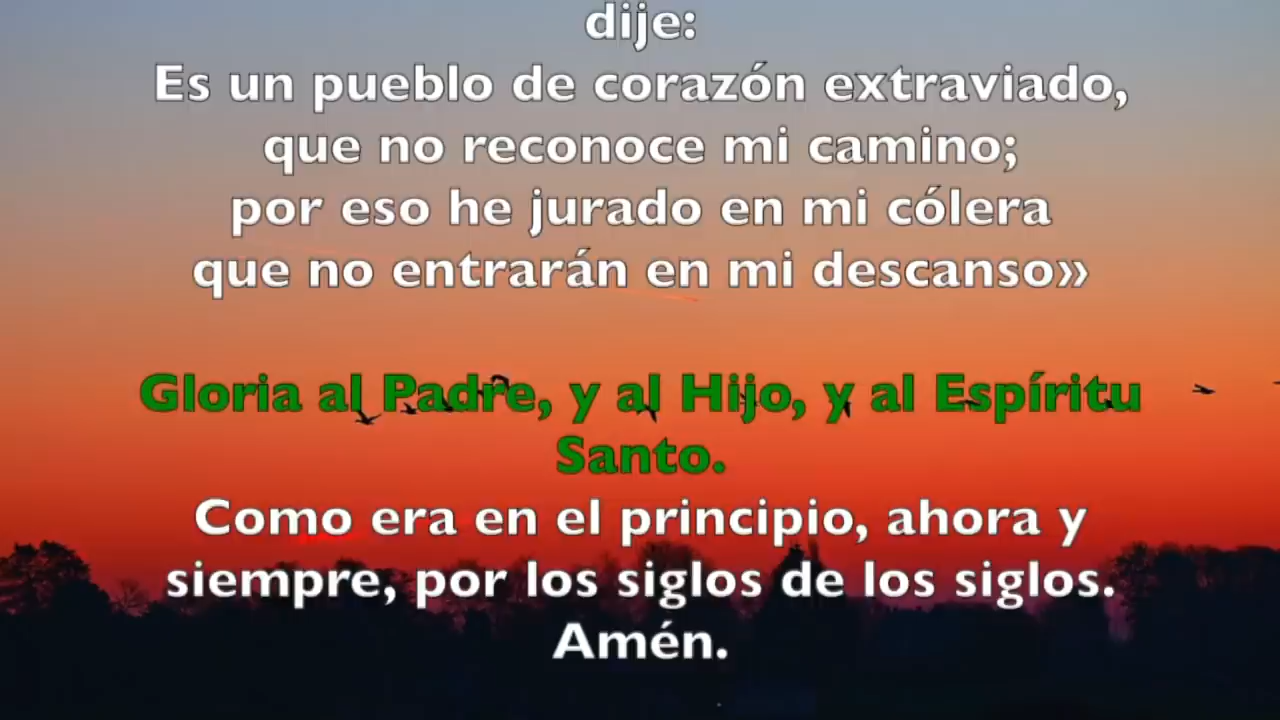 dije:
Es un pueblo de corazón extraviado,
que no reconoce mi camino;
por eso he jurado en mi cólera
que no entrarán en mi descanso»
Gloria al Padre, y al Hijo, y al Espíritu
Santo.
Como era en el principio, ahora y
siempre, por los siglos de los siglos.
Amén.